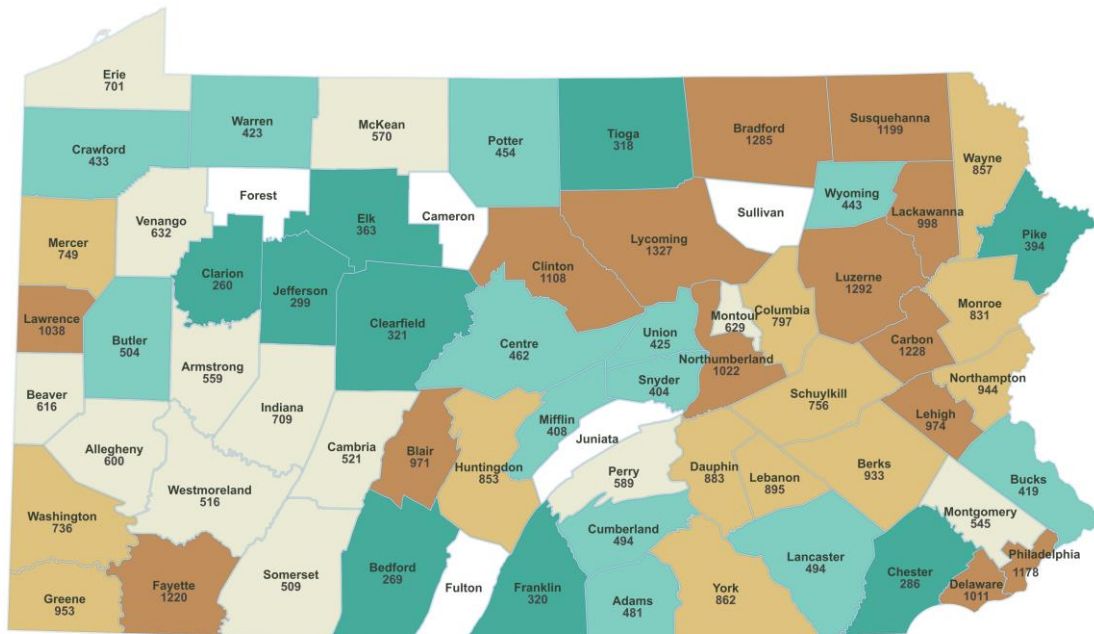 Erie
701
Warren
423
McKean
570
Potter
454
Tioga
318
Bradford
1285
Susquehanna
1199
Crawford
433
Wayne
857
Forest
Venango
632
Elk
363
Cameron
Sullivan
Wyoming
443
Lackawanna
998
Pike
394
Mercer
749
Clarion
260
Jefferson
299
Clinton
1108
Lycoming
1327
Luzerne
1292
Monroe
831
Lawrence
1038
Butler
504
Clearfield
321
Centre
462
Union
425
Montour
629
Columbia
797
Carbon
1228
Armstrong
559
Snyder
404
Northumberland
1022
Northampton
944
Beaver
616
Indiana
709
Mifflin
408
Schuylkill
756
Lehigh
974
Allegheny
600
Cambria
521
Blair
971
Huntingdon
853
Juniata
Perry
589
Dauphin
883
Lebanon
895
Berks
933
Bucks
419
Westmoreland
516
Montgomery
545
Washington
736
Cumberland
494
Lancaster
494
Philadelphia
1178
Greene
953
Fayette
1220
Somerset
509
Bedford
269
Fulton
Franklin
320
Adams
481
York
862
Chester
286
Delaware
1011